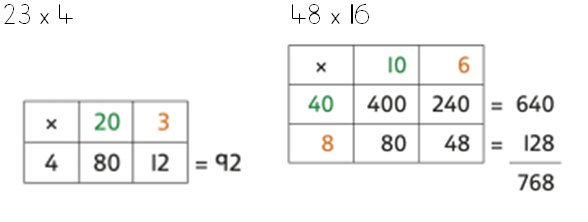 23 x 4
× 20 3
4 80 12 = 92
48 x 16
× 10 6
40 400 240 = 640
8 80 48 = 128
768